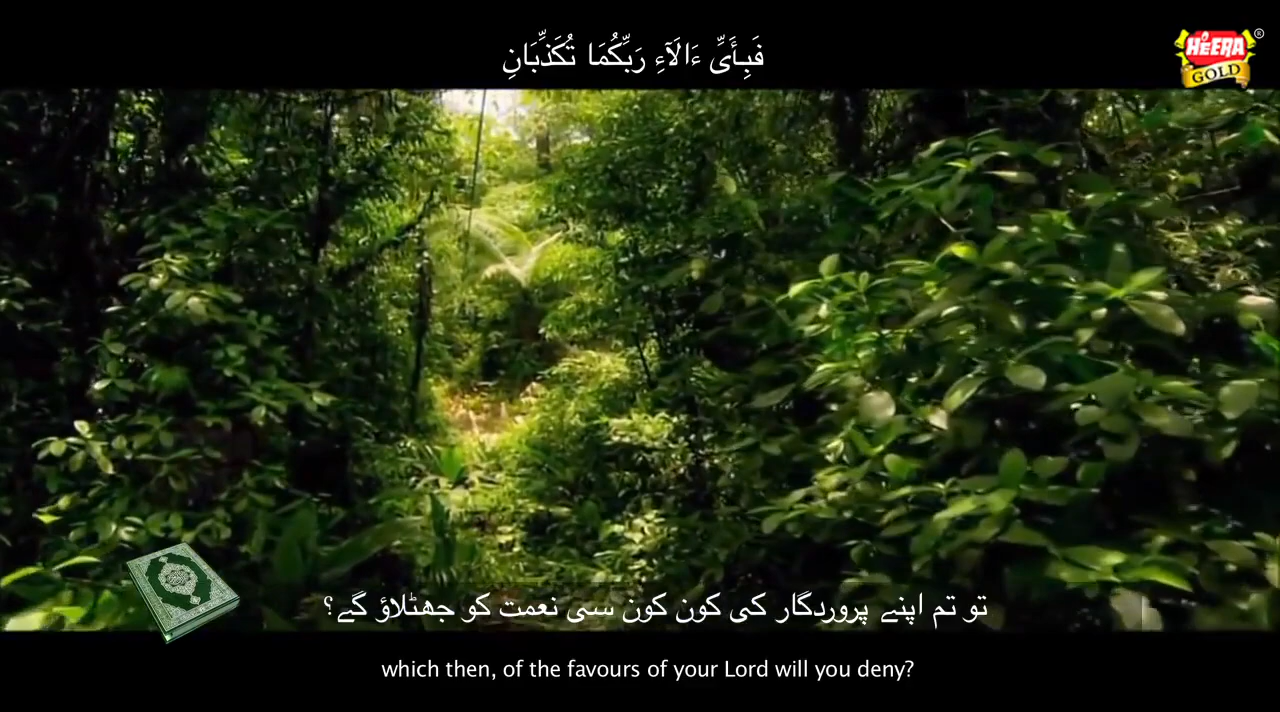 فَبِأَىِّ ءَالَآءِ رَبِّكُمَا تُكَذِّبَانِ
HEERA
GOLD
®
تو تم اپنے پروردگار کی کون کون سی نعمت کو جھٹلاؤ گے؟
which then, of the favours of your Lord will you deny?